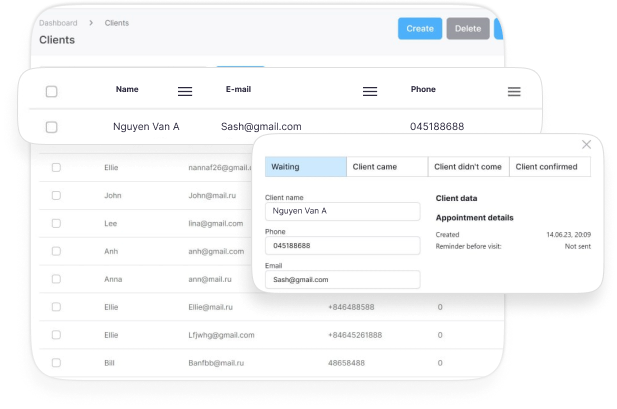 Dashboard > Clients
Clients
Create Delete
Name E-mail Phone
Nguyen Van A Sash@gmail.com 045188688
Waiting Client came Client didn't come Client confirmed
Client name
Nguyen Van A
Phone
045188688
Email
Sash@gmail.com
Client data
Appointment details
Created 14.06.23, 20:09
Reminder before visit: Not sent
Ellie nannaf26@gmail.
John John@mail.ru
Lee lina@gmail.com
Anh anh@gmail.com
Anna ann@mail.ru
Ellie Ellie@mail.ru +846488588 0
Ellie Lfjwhg@gmail.com +84645261888 0
Bill Banfbb@mail.ru 48658488 0